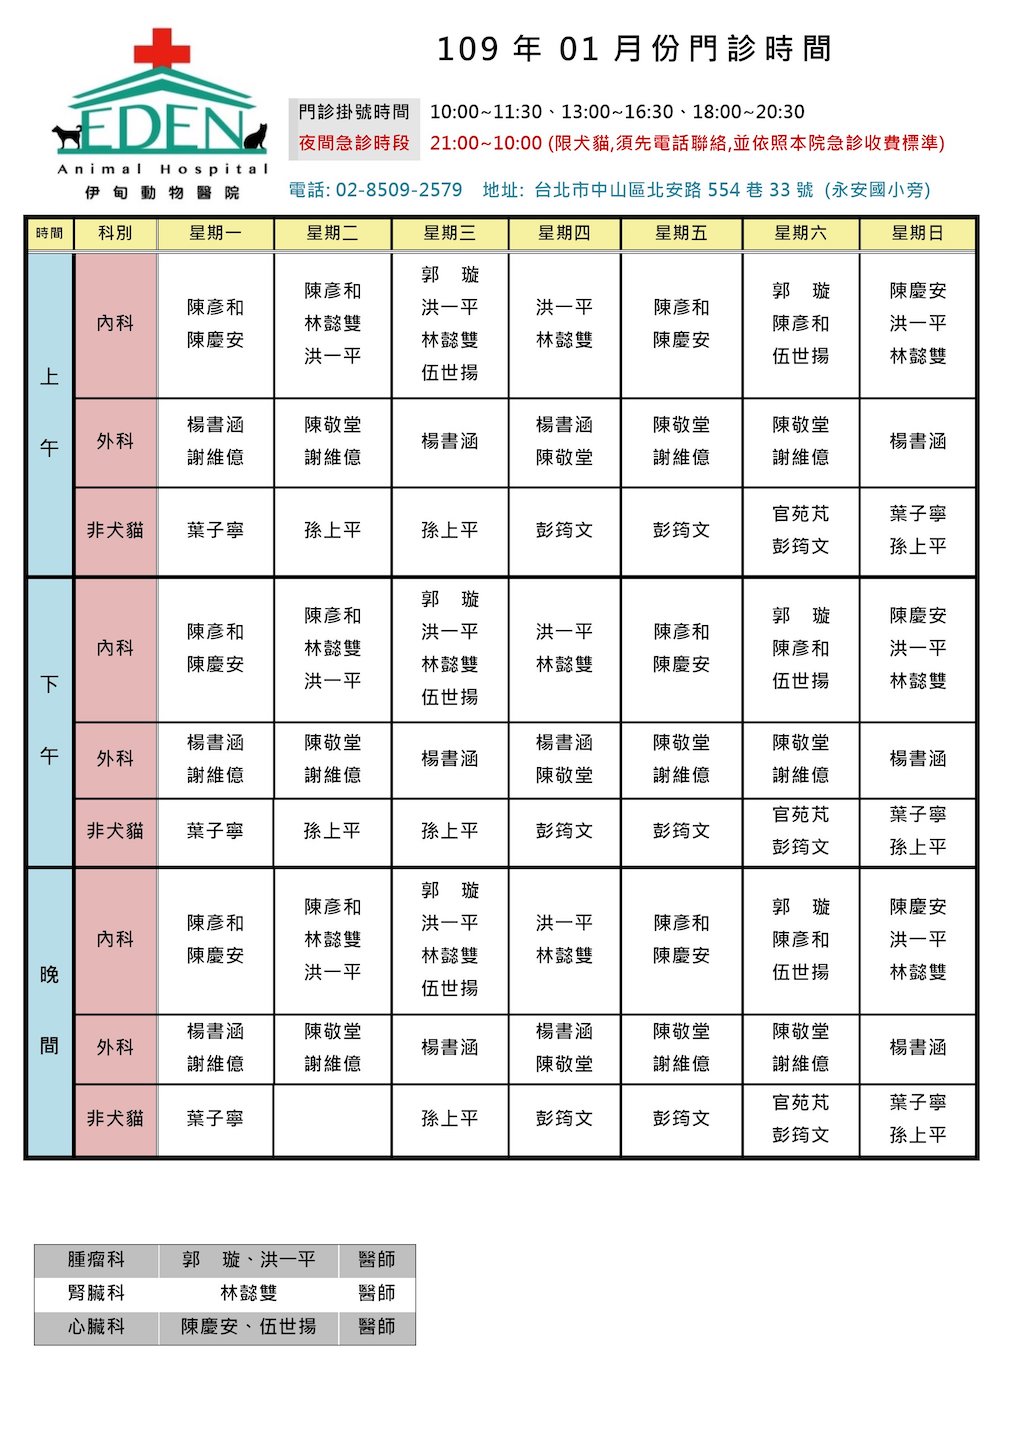 109 年 01 月份門診時間
EDEN
Animal Hospital
伊甸動物醫院
門診掛號時間 10:00~11:30、13:00~16:30、18:00~20:30
夜間急診時段 21:00~10:00 (限犬貓,須先電話聯絡,並依照本院急診收費標準)
電話: 02-8509-2579 地址: 台北市中山區北安路 554 巷 33 號 (永安國小旁)
時間 科別 星期一 星期二 星期三 星期四 星期五 星期六 星期日
上午
內科
陳彥和
陳慶安
陳彥和
林懿雙
洪一平
郭 璇
洪一平
林懿雙
伍世揚
洪一平
林懿雙
陳彥和
陳慶安
郭 璇
陳彥和
伍世揚
陳慶安
洪一平
林懿雙
外科
楊書涵
謝維億
陳敬堂
謝維億
楊書涵
楊書涵
陳敬堂
陳敬堂
謝維億
陳敬堂
謝維億
楊書涵
非犬貓
葉子寧
孫上平
孫上平
彭筠文
彭筠文
官苑芃
彭筠文
葉子寧
孫上平
下午
內科
陳彥和
陳慶安
陳彥和
林懿雙
洪一平
郭 璇
洪一平
林懿雙
伍世揚
洪一平
林懿雙
陳彥和
陳慶安
郭 璇
陳彥和
伍世揚
陳慶安
洪一平
林懿雙
外科
楊書涵
謝維億
陳敬堂
謝維億
楊書涵
楊書涵
陳敬堂
陳敬堂
謝維億
陳敬堂
謝維億
楊書涵
非犬貓
葉子寧
孫上平
孫上平
彭筠文
彭筠文
官苑芃
彭筠文
葉子寧
孫上平
晚間
內科
陳彥和
陳慶安
陳彥和
林懿雙
洪一平
郭 璇
洪一平
林懿雙
伍世揚
洪一平
林懿雙
陳彥和
陳慶安
郭 璇
陳彥和
伍世揚
陳慶安
洪一平
林懿雙
外科
楊書涵
謝維億
陳敬堂
謝維億
楊書涵
楊書涵
陳敬堂
陳敬堂
謝維億
陳敬堂
謝維億
楊書涵
非犬貓
葉子寧
孫上平
彭筠文
彭筠文
官苑芃
彭筠文
葉子寧
孫上平
腫瘤科 郭 璇、洪一平 醫師
腎臟科 林懿雙 醫師
心臟科 陳慶安、伍世揚 醫師